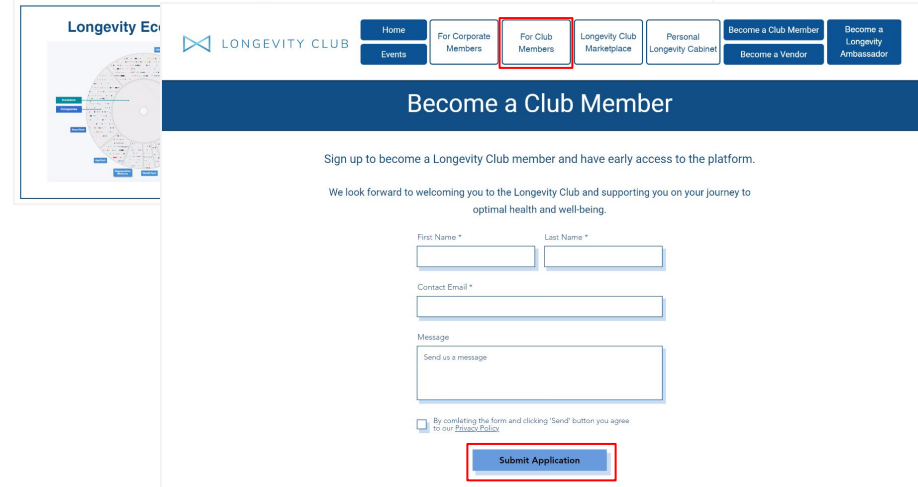 Longevity Ec
LONGEVITY CLUB
Home
Events
For Corporate
Members
For Club
Members
Longevity Club
Marketplace
Personal
Longevity Cabinet
Become a Club Member
Become a Vendor
Become a
Longevity
Ambassador
Become a Club Member
Sign up to become a Longevity Club member and have early access to the platform.
We look forward to welcoming you to the Longevity Club and supporting you on your journey to
optimal health and well-being.
First Name *
Last Name *
Contact Email *
Message
Send us a message
By comleting the form and clicking 'Send' button you agree
to our Privacy Policy
Submit Application